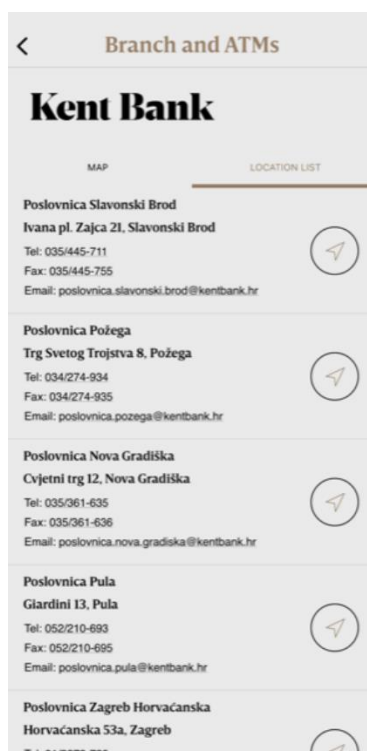 Branch and ATMs
Kent Bank
MAP
LOCATION LIST
Poslovnica Slavonski Brod
Ivana pl. Zajca 21, Slavonski Brod
Tel: 035/445-711
Fax: 035/445-755
Email: poslovnica.slavonski.brod@kentbank.hr
Poslovnica Požega
Trg Svetog Trojstva 8, Požega
Tel: 034/274-934
Fax: 034/274-935
Email: poslovnica.pozega@kentbank.hr
Poslovnica Nova Gradiška
Cvjetni trg 12, Nova Gradiška
Tel: 035/361-635
Fax: 035/361-636
Email: poslovnica.nova.gradiska@kentbank.hr
Poslovnica Pula
Giardini 13, Pula
Tel: 052/210-693
Fax: 052/210-695
Email: poslovnica.pula@kentbank.hr
Poslovnica Zagreb Horvaćanska
Horvaćanska 53a, Zagreb